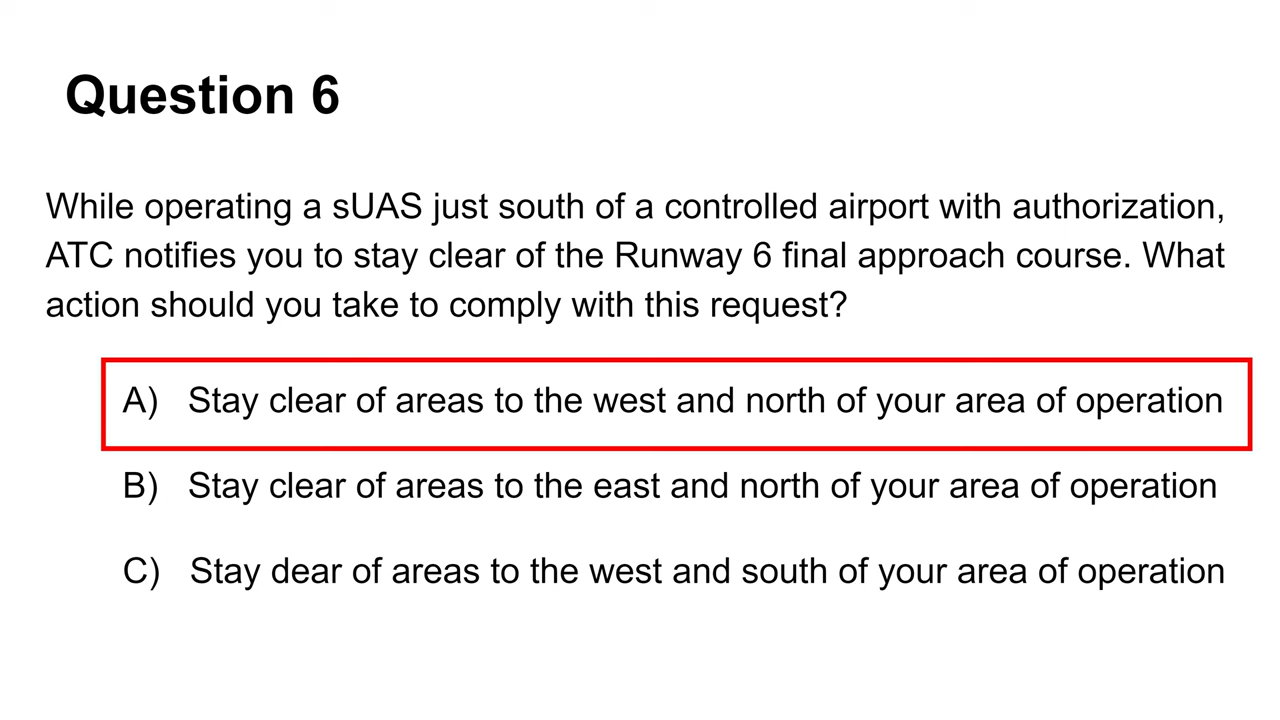 Question 6
While operating a sUAS just south of a controlled airport with authorization,
ATC notifies you to stay clear of the Runway 6 final approach course. What
action should you take to comply with this request?
A) Stay clear of areas to the west and north of your area of operation
B) Stay clear of areas to the east and north of your area of operation
C) Stay dear of areas to the west and south of your area of operation